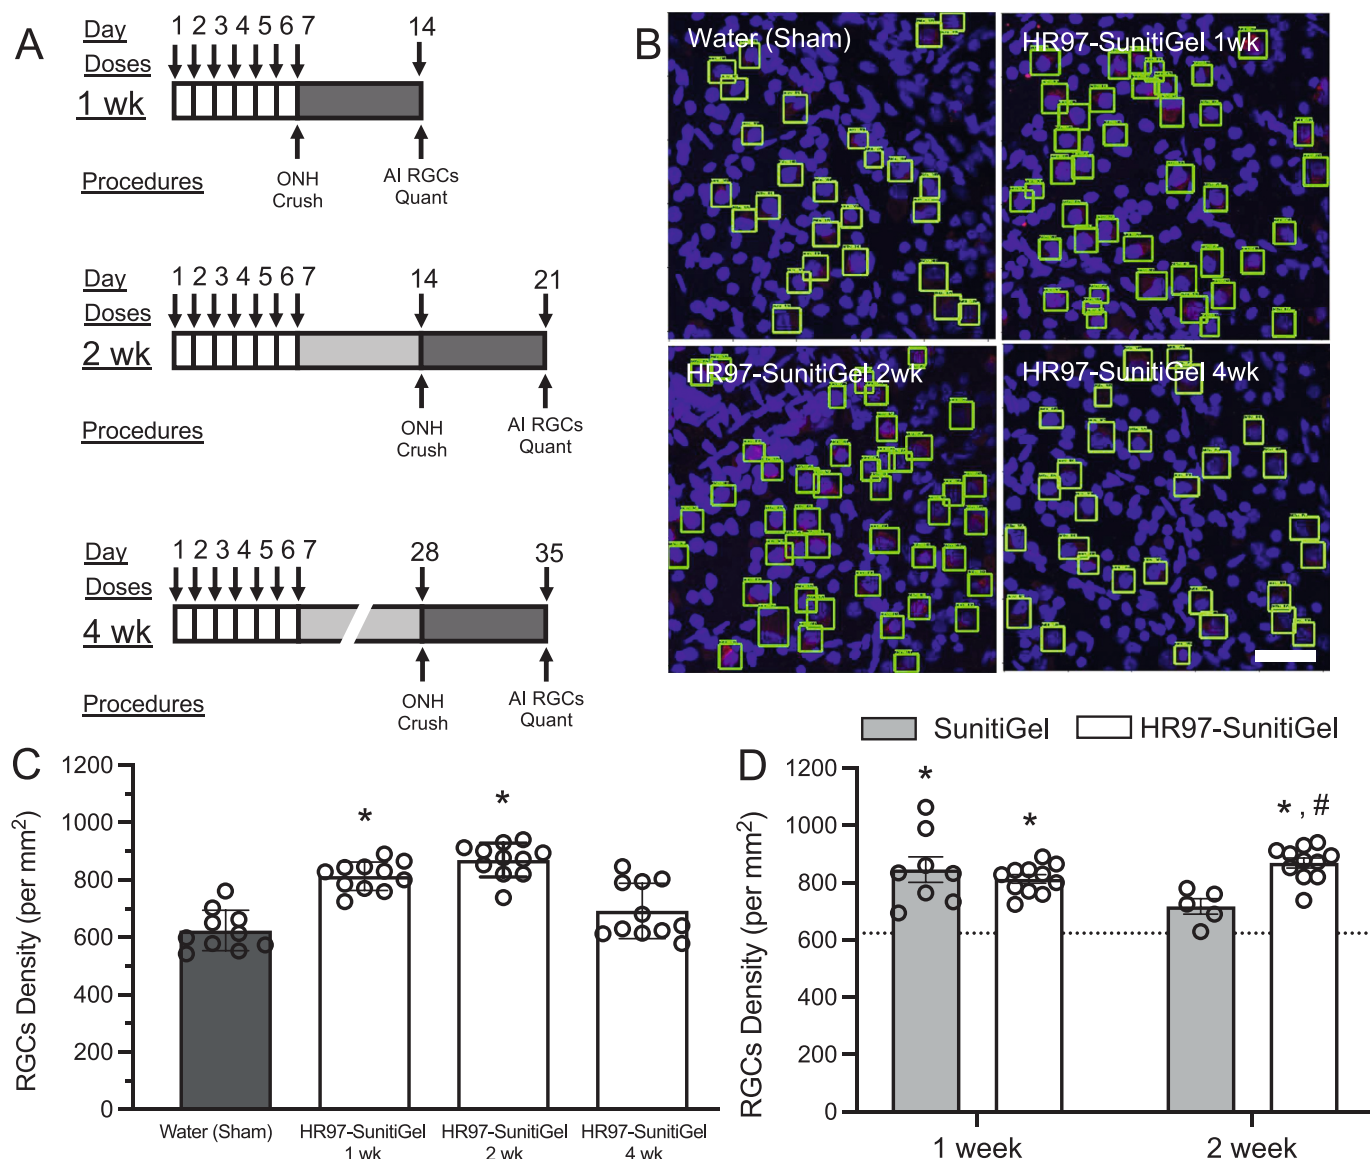 A
Day 1 2 3 4 5 6 7 14
Doses
1 wk
Procedures
ONH Crush
AI RGCs Quant
Day 1 2 3 4 5 6 7 14 21
Doses
2 wk
Procedures
ONH Crush
AI RGCs Quant
Day 1 2 3 4 5 6 7 28 35
Doses
4 wk
Procedures
ONH Crush
AI RGCs Quant
B
Water (Sham)
HR97-SunitiGel 1wk
HR97-SunitiGel 2wk
HR97-SunitiGel 4wk
C
RGCs Density (per mm²)
1200
1000
800
600
400
200
0
*
*
Water (Sham)
HR97-SunitiGel
1 wk
HR97-SunitiGel
2 wk
HR97-SunitiGel
4 wk
SunitiGel
HR97-SunitiGel
D
RGCs Density (per mm²)
1200
1000
800
600
400
200
0
*
*
* , #
1 week
2 week